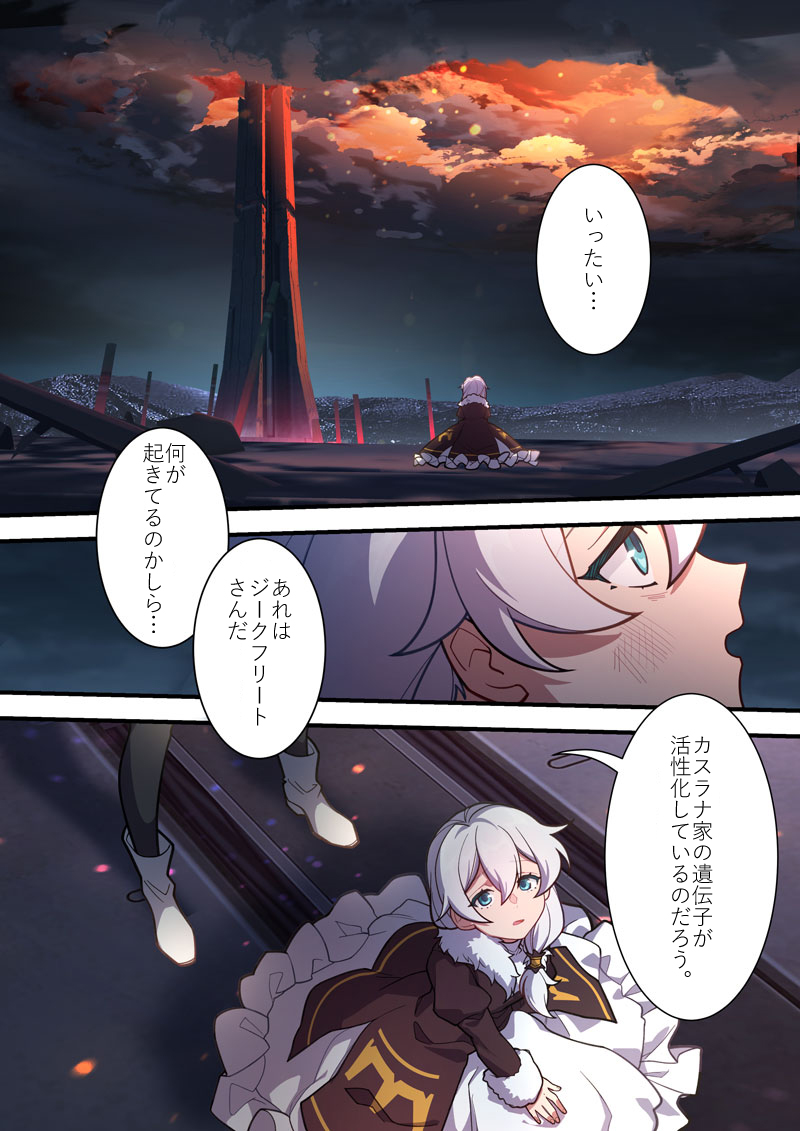 いったい…
何が
起きてるのかしら…
あれは
ジークフリート
さんだ
カスラナ家の遺伝子が
活性化しているのだろう。